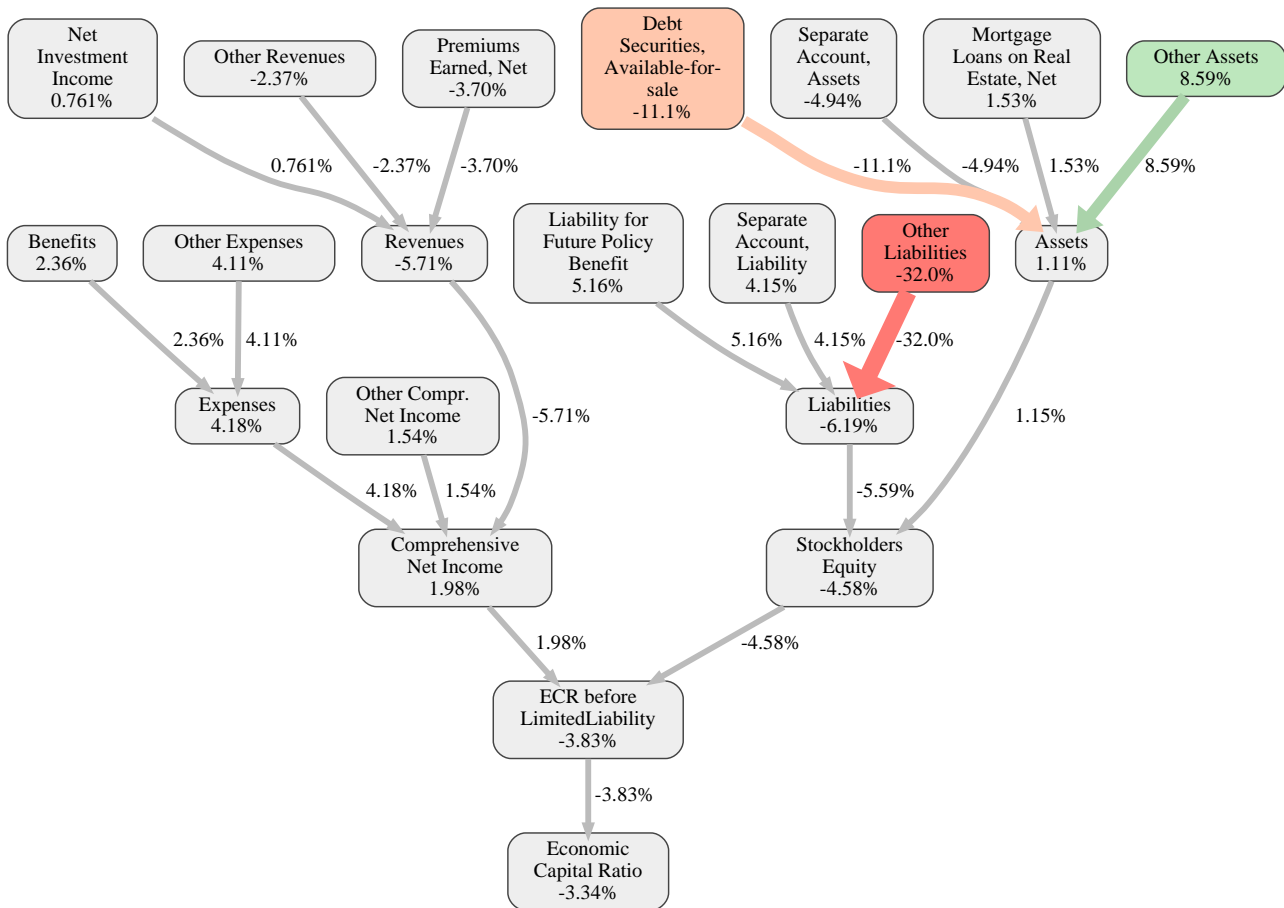 Net
Investment
Income
0.761%
Other Revenues
-2.37%
Premiums
Earned, Net
-3.70%
Debt
Securities,
Available-for-
sale
-11.1%
Separate
Account,
Assets
-4.94%
Mortgage
Loans on Real
Estate, Net
1.53%
Other Assets
8.59%
0.761%
-2.37%
-3.70%
-11.1%
-4.94%
1.53%
8.59%
Benefits
2.36%
Other Expenses
4.11%
Revenues
-5.71%
Liability for
Future Policy
Benefit
5.16%
Separate
Account,
Liability
4.15%
Other
Liabilities
-32.0%
Assets
1.11%
2.36%
4.11%
5.16%
4.15%
-32.0%
Expenses
4.18%
Other Compr.
Net Income
1.54%
-5.71%
Liabilities
-6.19%
1.15%
4.18%
1.54%
-5.59%
Comprehensive
Net Income
1.98%
Stockholders
Equity
-4.58%
1.98%
-4.58%
ECR before
LimitedLiability
-3.83%
-3.83%
Economic
Capital Ratio
-3.34%